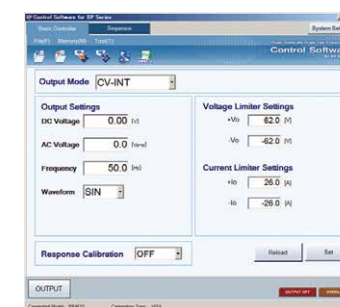 Control Software for BP Series
Basic Controller Sequence System Set
File(F) Memory(M) Tool(T)
Control Softwa
Output Mode CV-INT
Output Settings
DC Voltage 0.00 [V]
AC Voltage 0.0
Frequency 50.0 [Hz]
Waveform SIN
Voltage Limiter Settings
+Vo 62.0 [V]
-Vo -62.0 [V]
Current Limiter Settings
+Io 26.0 [A]
-Io -26.0 [A]
Response Calibration OFF
Reload Set
OUTPUT
OUTPUT OFF